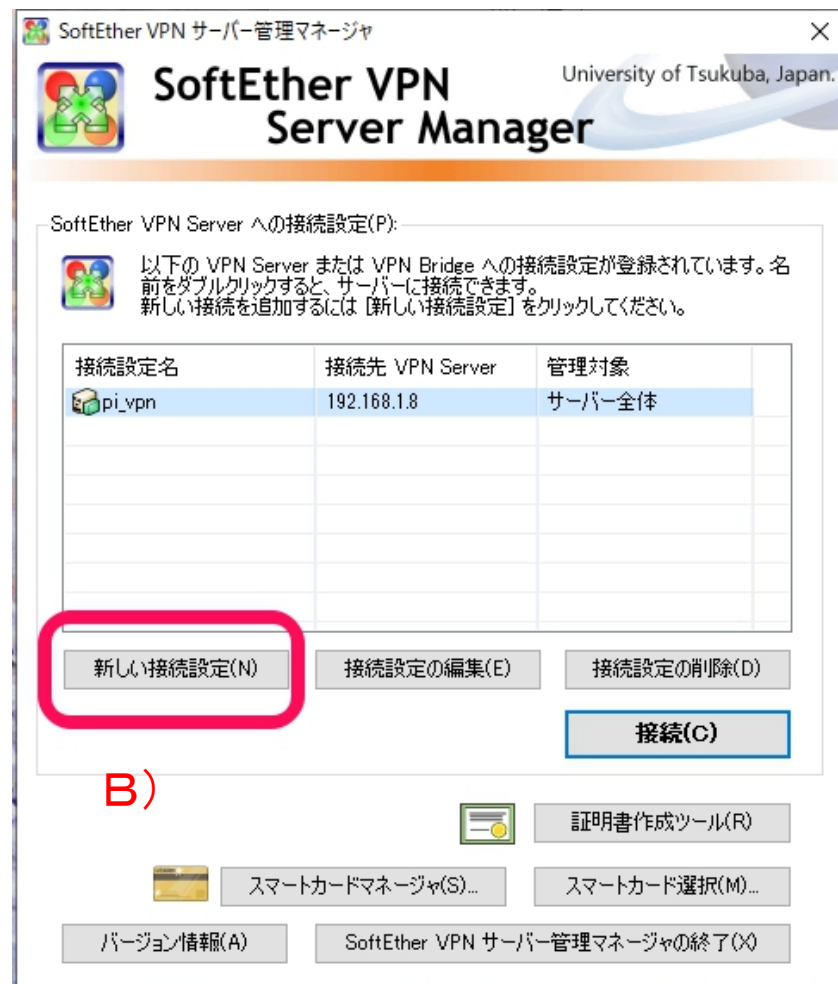 SoftEther VPN サーバー管理マネージャ
SoftEther VPN
Server Manager
University of Tsukuba, Japan.
SoftEther VPN Server への接続設定(P):
以下の VPN Server または VPN Bridge への接続設定が登録されています。名
前をダブルクリックすると、サーバーに接続できます。
新しい接続を追加するには [新しい接続設定] をクリックしてください。
接続設定名 接続先 VPN Server 管理対象
pi_vpn 192.168.1.8 サーバー全体
新しい接続設定(N) 接続設定の編集(E) 接続設定の削除(D)
接続(C)
B)
証明書作成ツール(R)
スマートカードマネージャ(S)... スマートカード選択(M)...
バージョン情報(A) SoftEther VPN サーバー管理マネージャの終了(X)